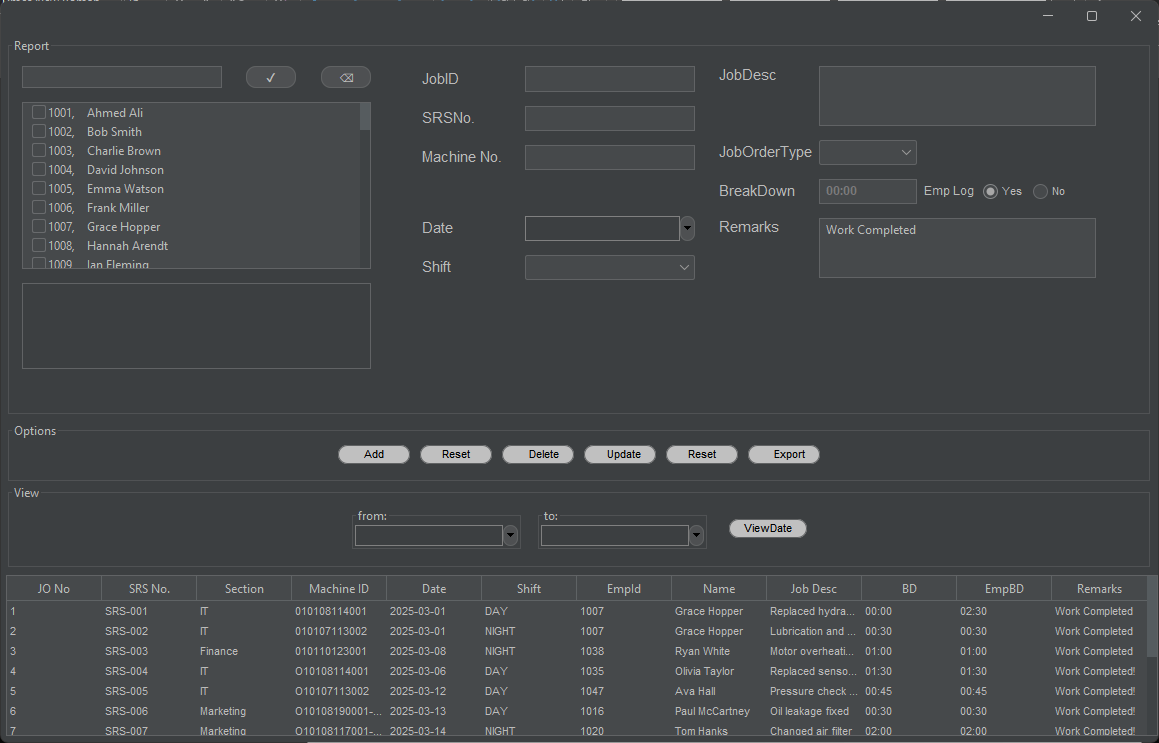 Report
✓ ⌫
1001, Ahmed Ali
1002, Bob Smith
1003, Charlie Brown
1004, David Johnson
1005, Emma Watson
1006, Frank Miller
1007, Grace Hopper
1008, Hannah Arendt
1009, Ian Fleming
JobID
SRSNo.
Machine No.
Date
Shift
JobDesc
JobOrderType
BreakDown 00:00 Emp Log Yes No
Remarks Work Completed
Options
Add Reset Delete Update Reset Export
View
from: to: ViewDate
JO No SRS No. Section Machine ID Date Shift EmpId Name Job Desc BD EmpBD Remarks
1 SRS-001 IT 010108114001 2025-03-01 DAY 1007 Grace Hopper Replaced hydra... 00:00 02:30 Work Completed
2 SRS-002 IT 010107113002 2025-03-01 NIGHT 1007 Grace Hopper Lubrication and ... 00:30 00:30 Work Completed
3 SRS-003 Finance 010110123001 2025-03-08 NIGHT 1038 Ryan White Motor overheati... 01:00 01:00 Work Completed
4 SRS-004 IT O10108114001 2025-03-06 DAY 1035 Olivia Taylor Replaced senso... 01:30 01:30 Work Completed!
5 SRS-005 IT O10107113002 2025-03-12 DAY 1047 Ava Hall Pressure check ... 00:45 00:45 Work Completed!
6 SRS-006 Marketing O10108190001-... 2025-03-13 DAY 1016 Paul McCartney Oil leakage fixed 00:30 00:30 Work Completed!
7 SRS-007 Marketing O10108117001-... 2025-03-14 NIGHT 1020 Tom Hanks Changed air filter 02:00 02:00 Work Completed!